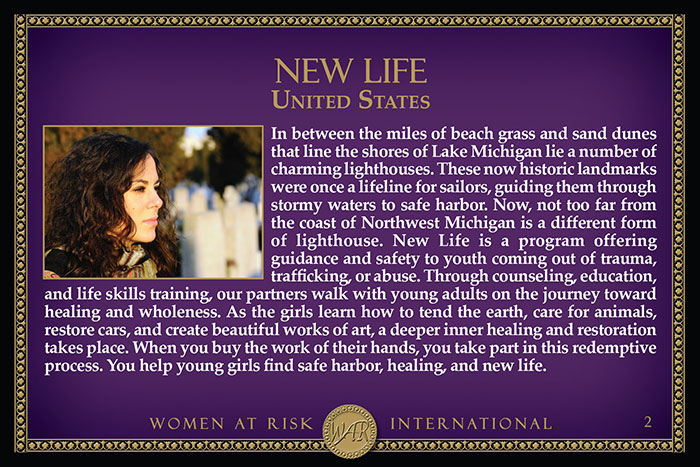 NEW LIFE
UNITED STATES
In between the miles of beach grass and sand dunes
that line the shores of Lake Michigan lie a number of
charming lighthouses. These now historic landmarks
were once a lifeline for sailors, guiding them through
stormy waters to safe harbor. Now, not too far from
the coast of Northwest Michigan is a different form
of lighthouse. New Life is a program offering
guidance and safety to youth coming out of trauma,
trafficking, or abuse. Through counseling, education,
and life skills training, our partners walk with young adults on the journey toward
healing and wholeness. As the girls learn how to tend the earth, care for animals,
restore cars, and create beautiful works of art, a deeper inner healing and restoration
takes place. When you buy the work of their hands, you take part in this redemptive
process. You help young girls find safe harbor, healing, and new life.
WOMEN AT RISK WAR INTERNATIONAL 2